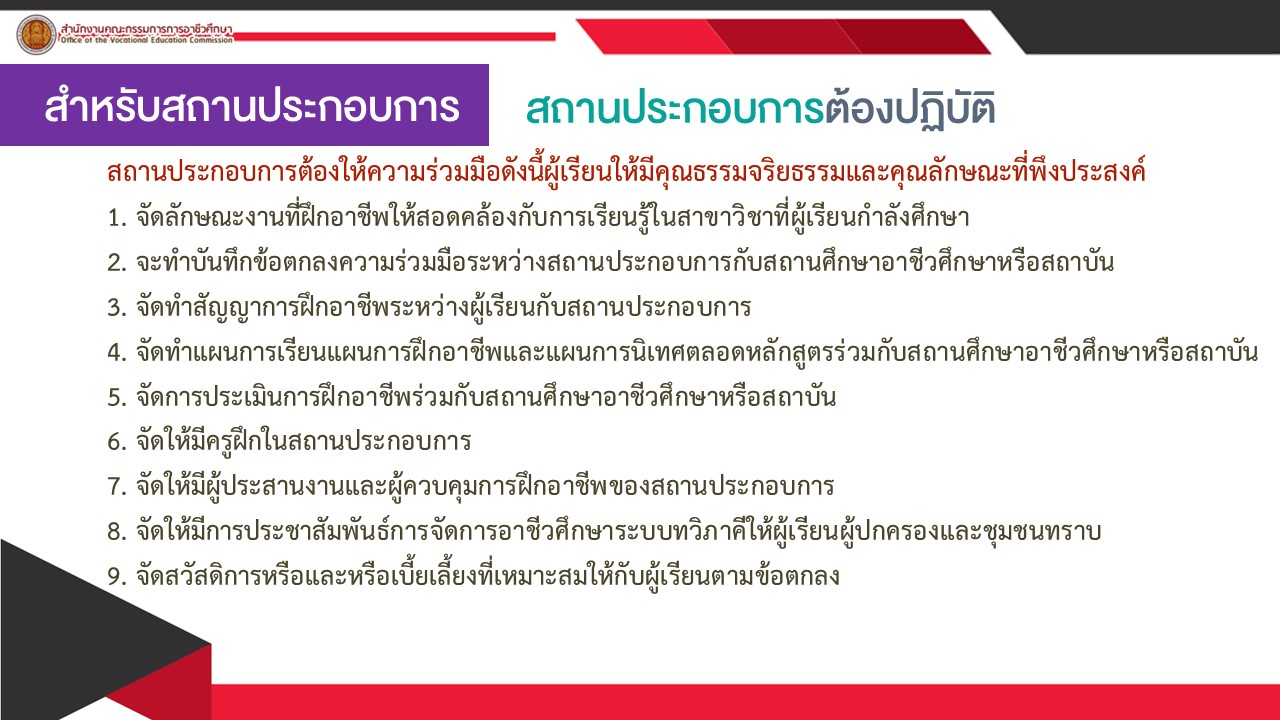 สำนักงานคณะกรรมการการอาชีวศึกษา
Office of the Vocational Education Commission
สำหรับสถานประกอบการ
สถานประกอบการต้องปฏิบัติ
สถานประกอบการต้องให้ความร่วมมือดังนี้ผู้เรียนให้มีคุณธรรมจริยธรรมและคุณลักษณะที่พึงประสงค์
1. จัดลักษณะงานที่ฝึกอาชีพให้สอดคล้องกับการเรียนรู้ในสาขาวิชาที่ผู้เรียนกำลังศึกษา
2. จะทำบันทึกข้อตกลงความร่วมมือระหว่างสถานประกอบการกับสถานศึกษาอาชีวศึกษาหรือสถาบัน
3. จัดทำสัญญาการฝึกอาชีพระหว่างผู้เรียนกับสถานประกอบการ
4. จัดทำแผนการเรียนแผนการฝึกอาชีพและแผนการนิเทศตลอดหลักสูตรร่วมกับสถานศึกษาอาชีวศึกษาหรือสถาบัน
5. จัดการประเมินการฝึกอาชีพร่วมกับสถานศึกษาอาชีวศึกษาหรือสถาบัน
6. จัดให้มีครูฝึกในสถานประกอบการ
7. จัดให้มีผู้ประสานงานและผู้ควบคุมการฝึกอาชีพของสถานประกอบการ
8. จัดให้มีการประชาสัมพันธ์การจัดการอาชีวศึกษาระบบทวิภาคีให้ผู้เรียนผู้ปกครองและชุมชนทราบ
9. จัดสวัสดิการหรือและหรือเบี้ยเลี้ยงที่เหมาะสมให้กับผู้เรียนตามข้อตกลง